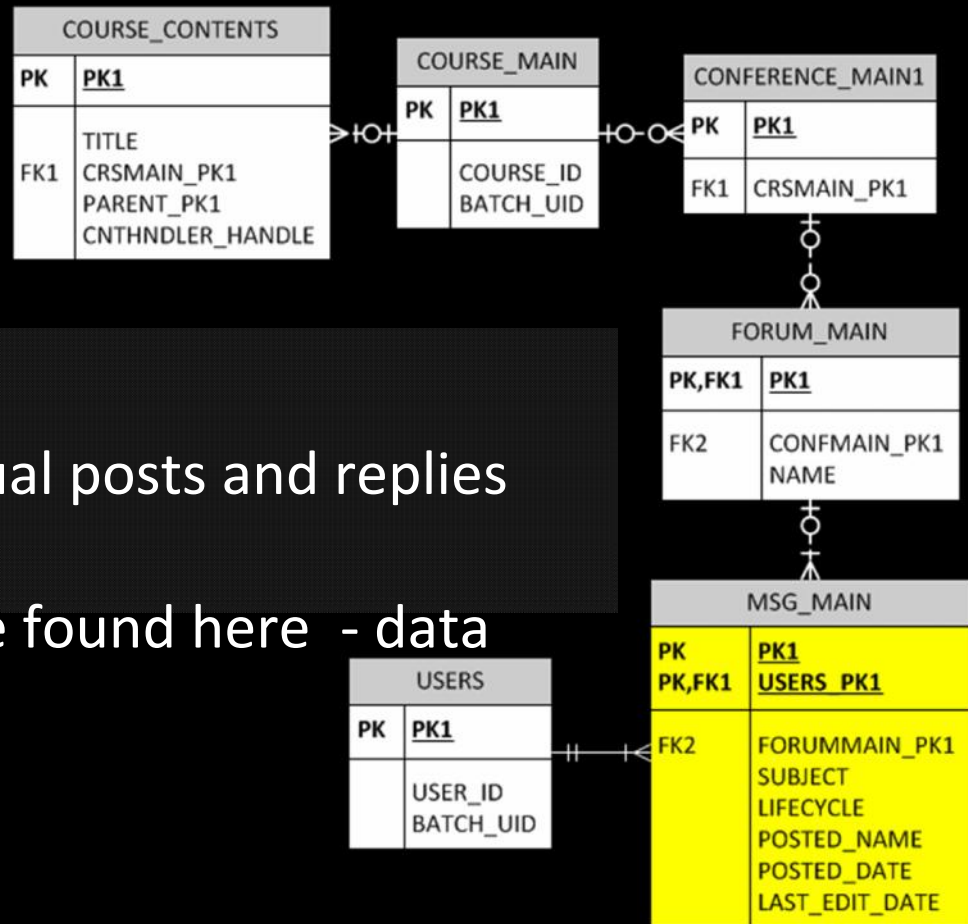 COURSE_CONTENTS
PK PK1
TITLE
FK1 CRSMAIN_PK1
PARENT_PK1
CNTHNDLER_HANDLE
COURSE_MAIN
PK PK1
COURSE_ID
BATCH_UID
CONFERENCE_MAIN1
PK PK1
FK1 CRSMAIN_PK1
FORUM_MAIN
PK,FK1 PK1
FK2 CONFMAIN_PK1
NAME
posts and replies
found here - data
USERS
PK PK1
USER_ID
BATCH_UID
MSG_MAIN
PK PK1
PK,FK1 USERS_PK1
FK2 FORUMMAIN_PK1
SUBJECT
LIFECYCLE
POSTED_NAME
POSTED_DATE
LAST_EDIT_DATE